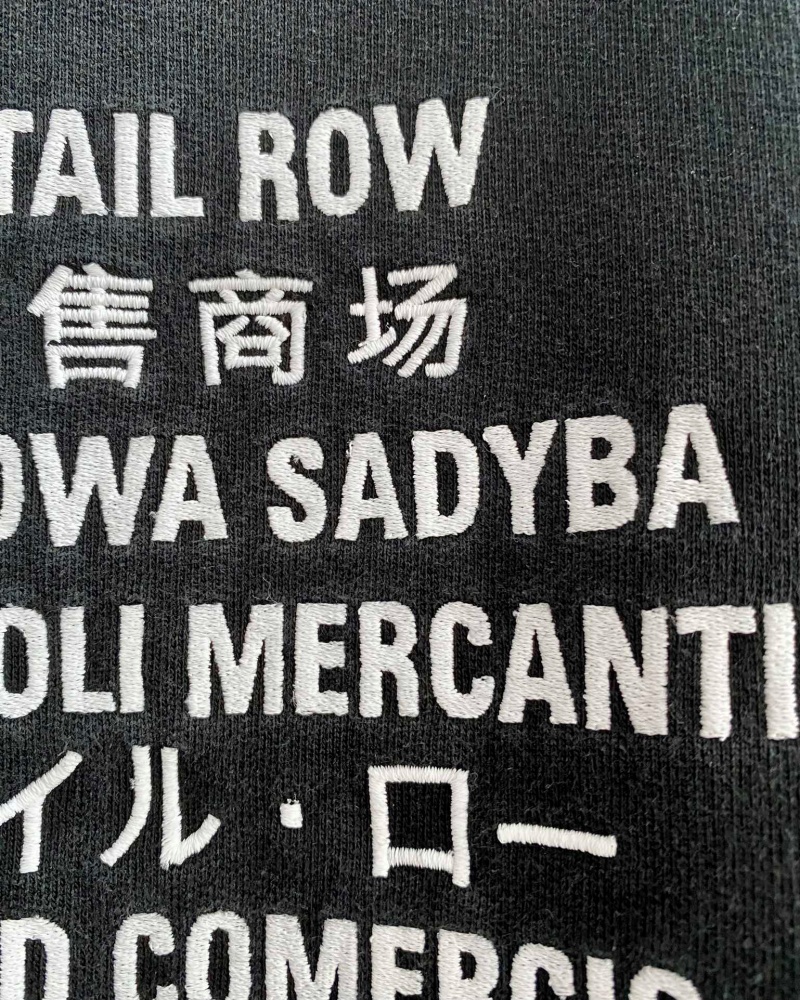 TAIL ROW
售商场
OWA SADYBA
OLI MERCANTI
イル・ロー
D COMERCIO